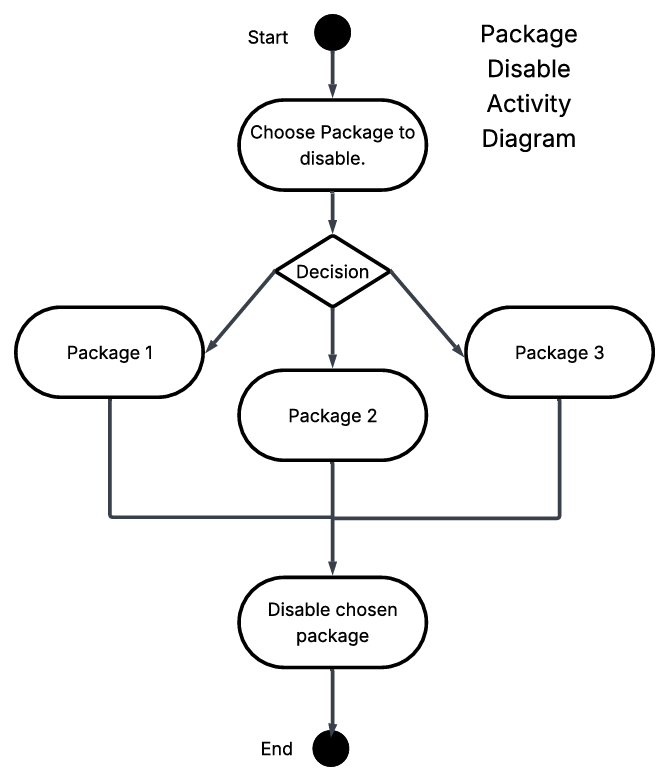 Start
Package
Disable
Activity
Diagram
Choose Package to
disable.
Decision
Package 1
Package 2
Package 3
Disable chosen
package
End